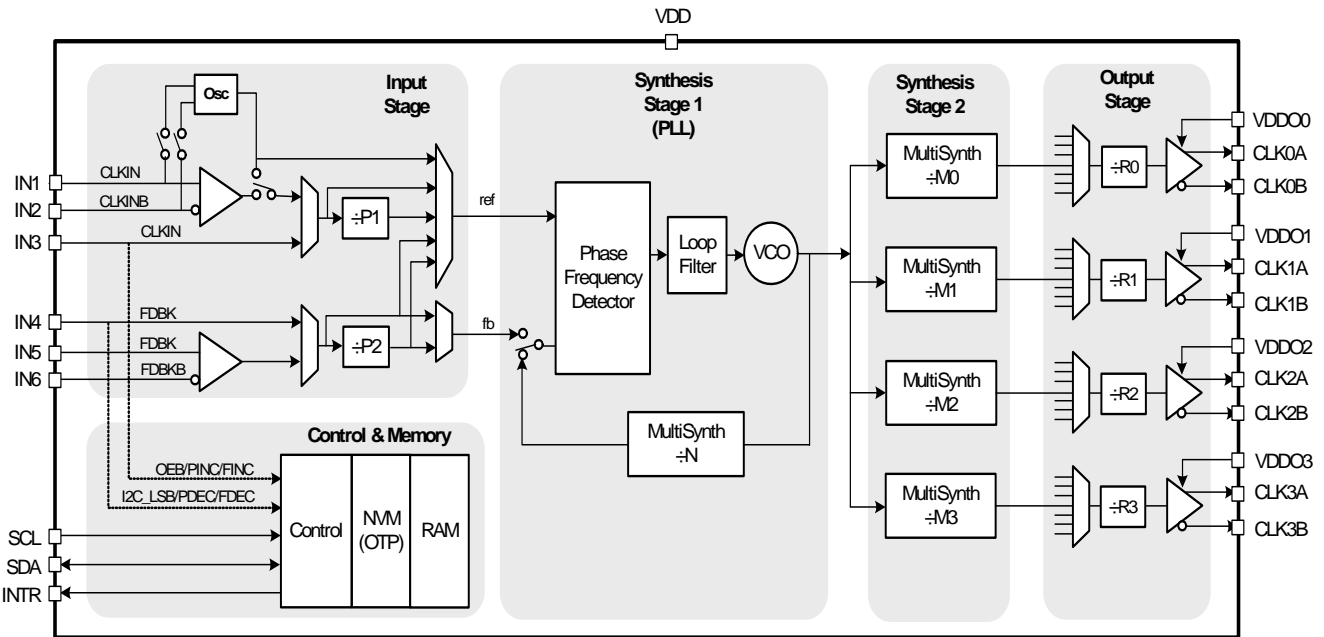 VDD
Input
Stage
Osc
IN1
CLKIN
IN2
CLKINB
IN3
CLKIN
÷P1
ref
IN4
FDBK
IN5
FDBK
IN6
FDBKB
÷P2
fb
Synthesis
Stage 1
(PLL)
Phase
Frequency
Detector
Loop
Filter
VCO
MultiSynth
÷N
Synthesis
Stage 2
MultiSynth
÷M0
MultiSynth
÷M1
MultiSynth
÷M2
MultiSynth
÷M3
Output
Stage
÷R0
÷R1
÷R2
÷R3
VDDO0
CLK0A
CLK0B
VDDO1
CLK1A
CLK1B
VDDO2
CLK2A
CLK2B
VDDO3
CLK3A
CLK3B
Control & Memory
OEB/PINC/FINC
I2C_LSB/PDEC/FDEC
SCL
SDA
INTR
Control
NVM
(OTP)
RAM